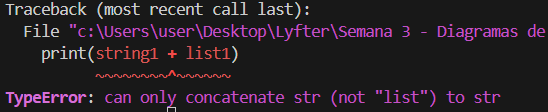 Traceback (most recent call last):
  File "c:\Users\user\Desktop\Lyfter\Semana 3 - Diagramas de
    print(string1 + list1)
          ~~~~~~~~^~~~~~~
TypeError: can only concatenate str (not "list") to str